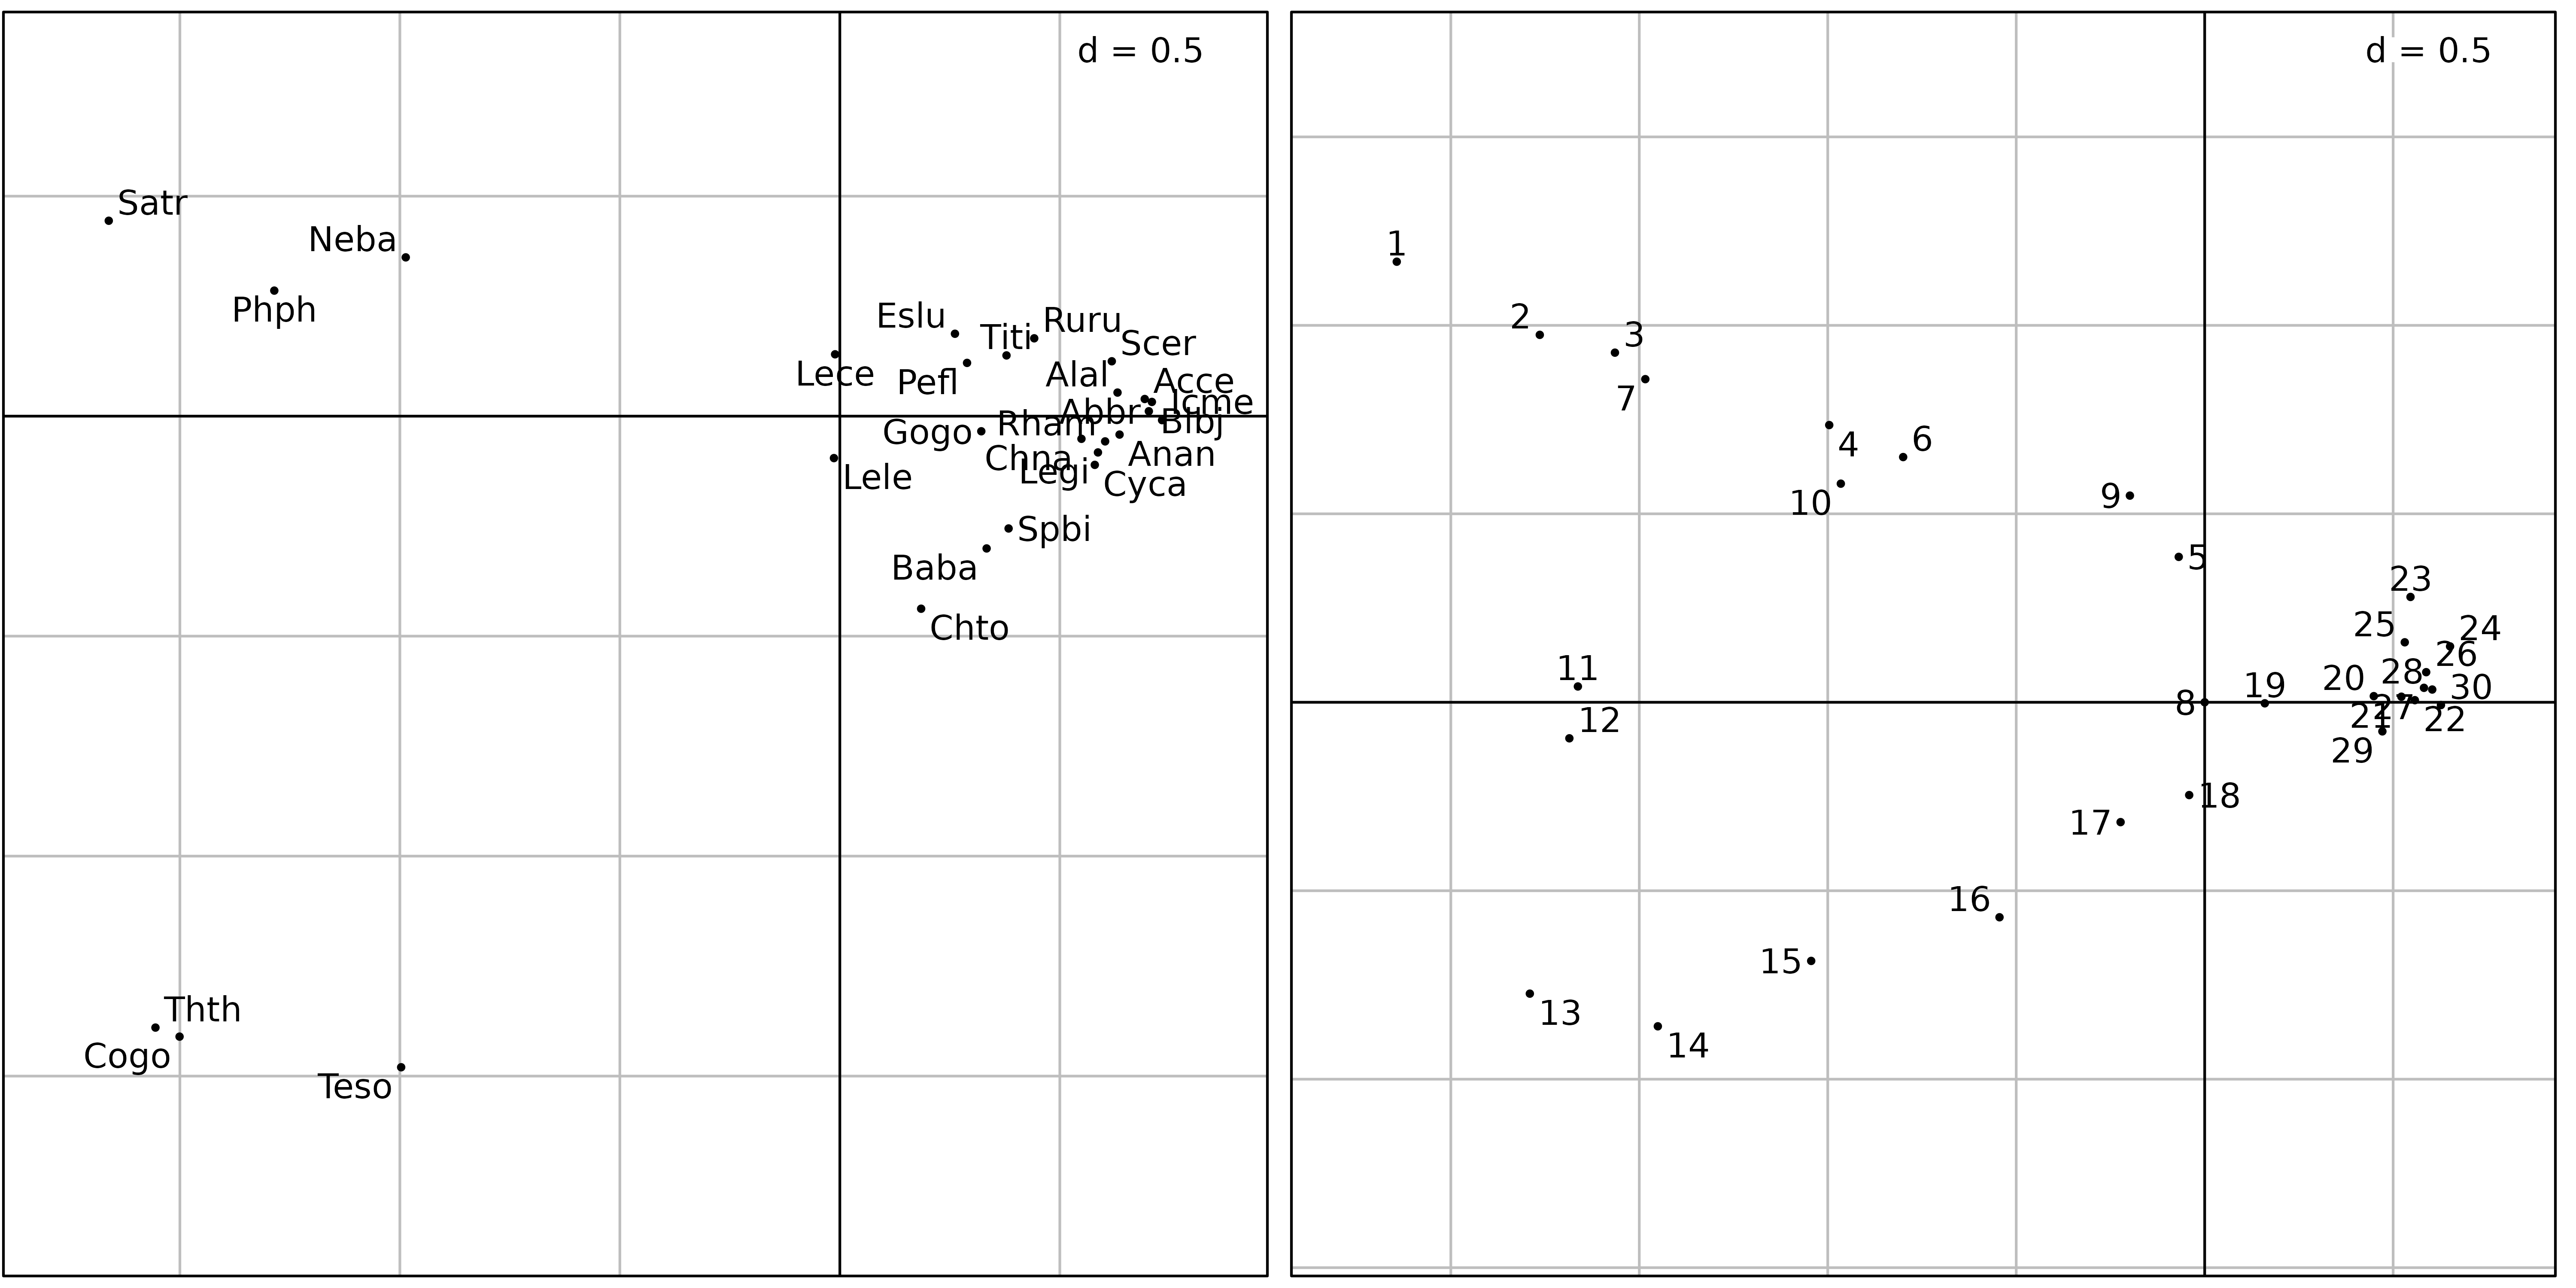 d = 0.5
Satr
Neba
Phph
Eslu
Titi
Ruru
Scer
Lece
Pefl
Alal
Acce
Icme
Abbr
Blbj
Gogo
Rham
Chna
Anan
Legi
Cyca
Lele
Spbi
Baba
Chto
Thth
Cogo
Teso
d = 0.5
1
2
3
7
4
6
10
9
5
23
25
24
26
11
28
20
19
30
8
12
21
27
22
29
18
17
16
15
13
14